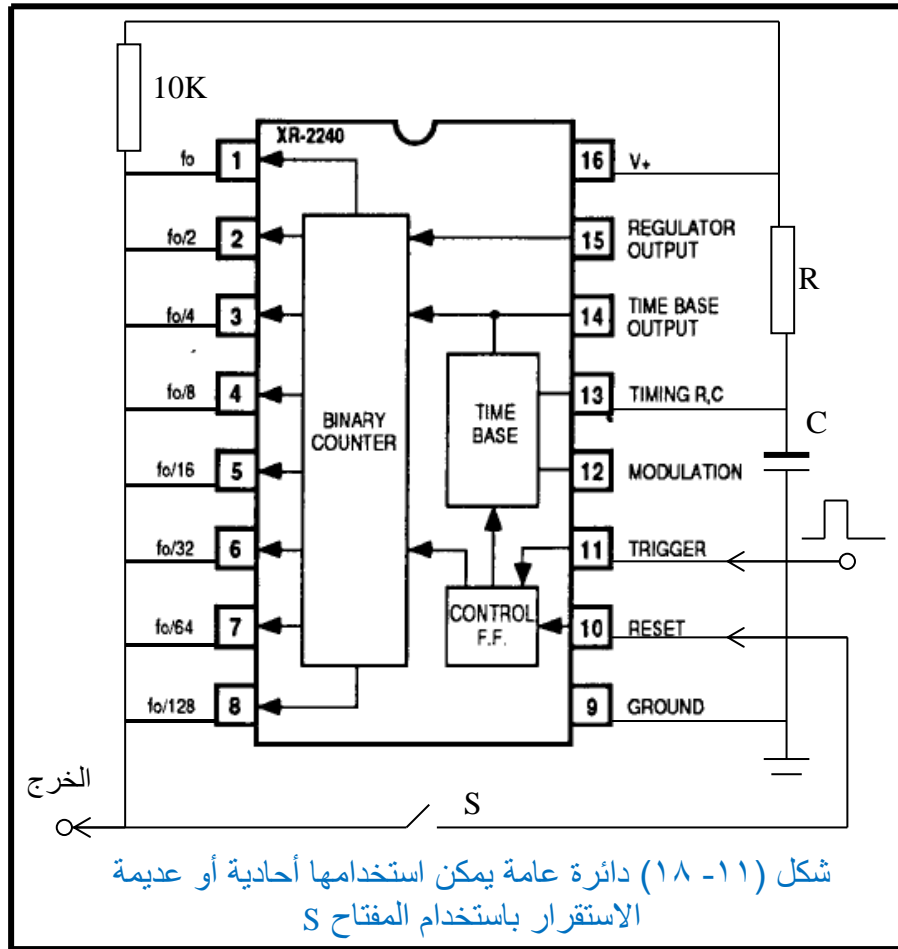 10K
XR-2240
fo 1
16 V+
fo/2 2
15 REGULATOR OUTPUT
fo/4 3
14 TIME BASE OUTPUT
R
fo/8 4
13 TIMING R,C
BINARY COUNTER
TIME BASE
C
fo/16 5
12 MODULATION
fo/32 6
11 TRIGGER
fo/64 7
CONTROL F.F.
10 RESET
fo/128 8
9 GROUND
الخرج
S
شكل (١١- ١٨) دائرة عامة يمكن استخدامها أحادية أو عديمة
الاستقرار باستخدام المفتاح S